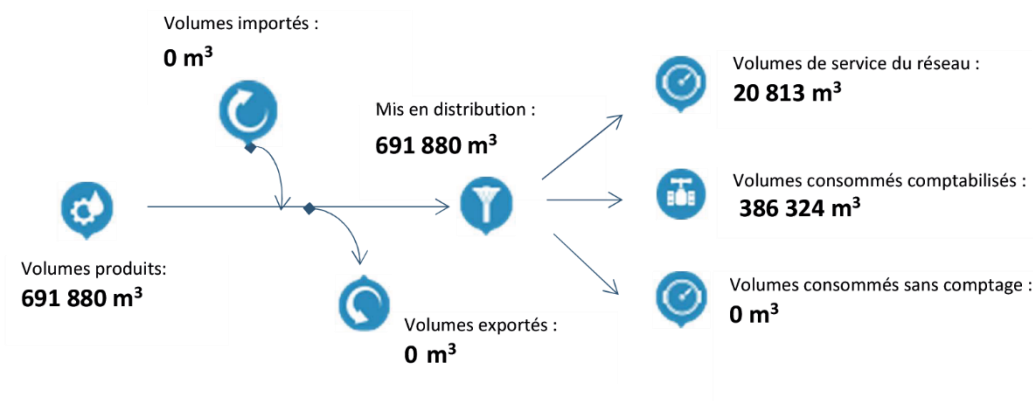 Volumes importés :
0 m³
Volumes de service du réseau :
20 813 m³
Mis en distribution :
691 880 m³
Volumes consommés comptabilisés :
386 324 m³
Volumes produits:
691 880 m³
Volumes consommés sans comptage :
0 m³
Volumes exportés :
0 m³